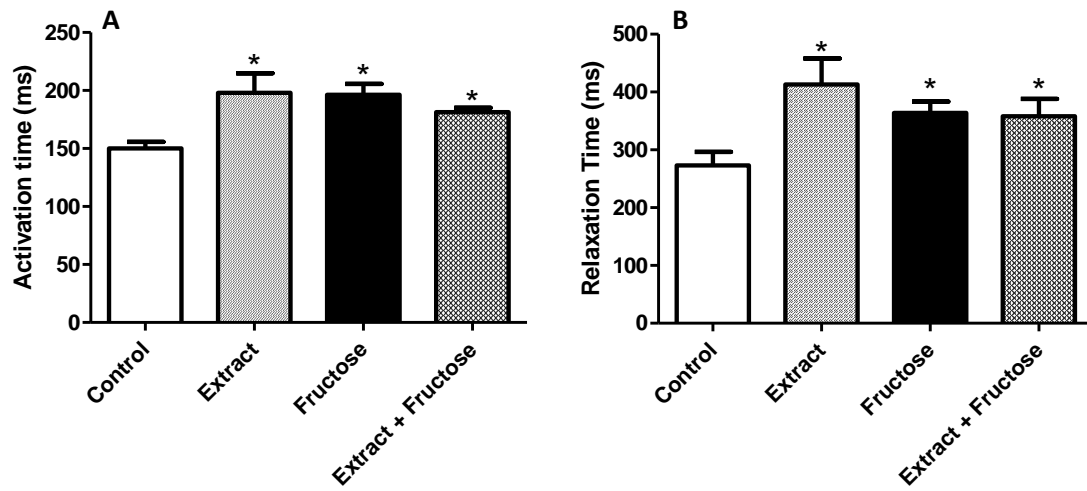 A
Activation time (ms)
250
200
150
100
50
0
*
*
*
Control
Extract
Fructose
Extract + Fructose
B
Relaxation Time (ms)
500
400
300
200
100
0
*
*
*
Control
Extract
Fructose
Extract + Fructose